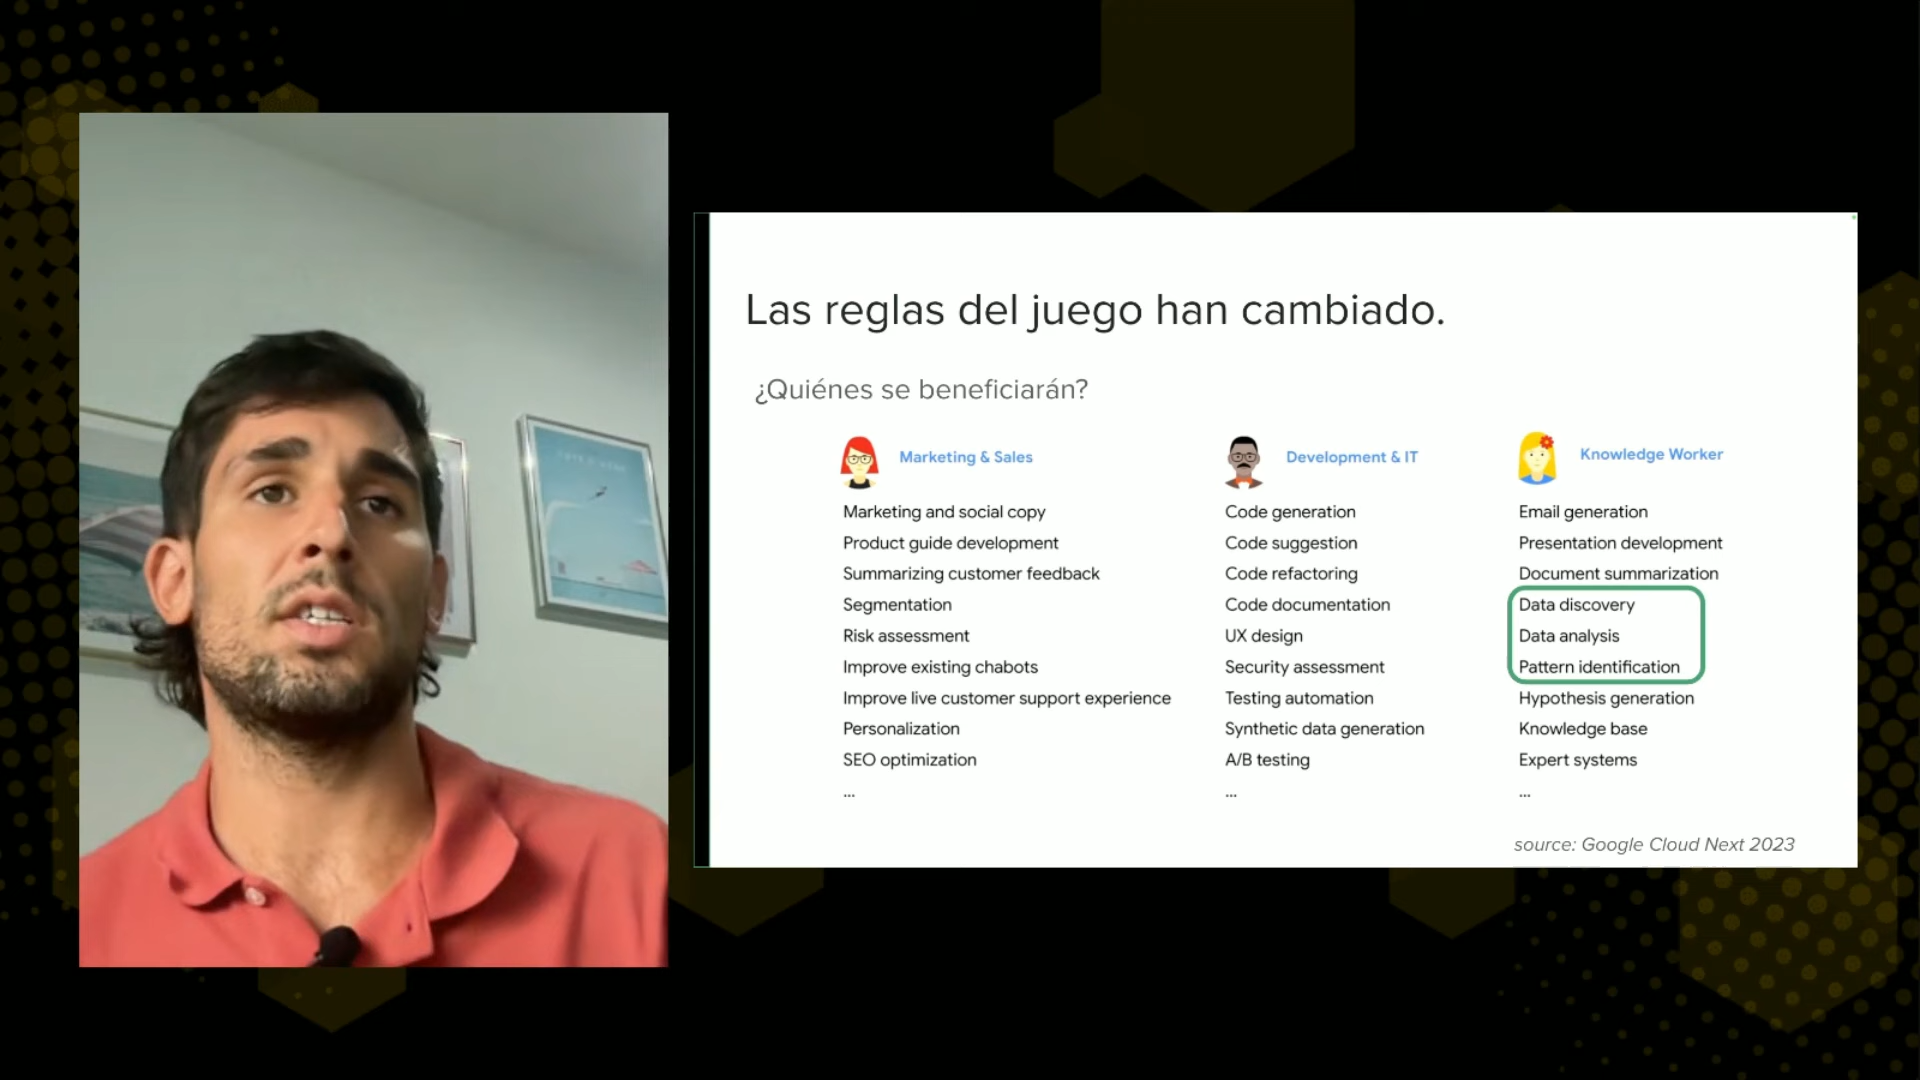 Las reglas del juego han cambiado.
¿Quiénes se beneficiarán?
Marketing & Sales
Marketing and social copy
Product guide development
Summarizing customer feedback
Segmentation
Risk assessment
Improve existing chabots
Improve live customer support experience
Personalization
SEO optimization
...
Development & IT
Code generation
Code suggestion
Code refactoring
Code documentation
UX design
Security assessment
Testing automation
Synthetic data generation
A/B testing
...
Knowledge Worker
Email generation
Presentation development
Document summarization
Data discovery
Data analysis
Pattern identification
Hypothesis generation
Knowledge base
Expert systems
...
source: Google Cloud Next 2023